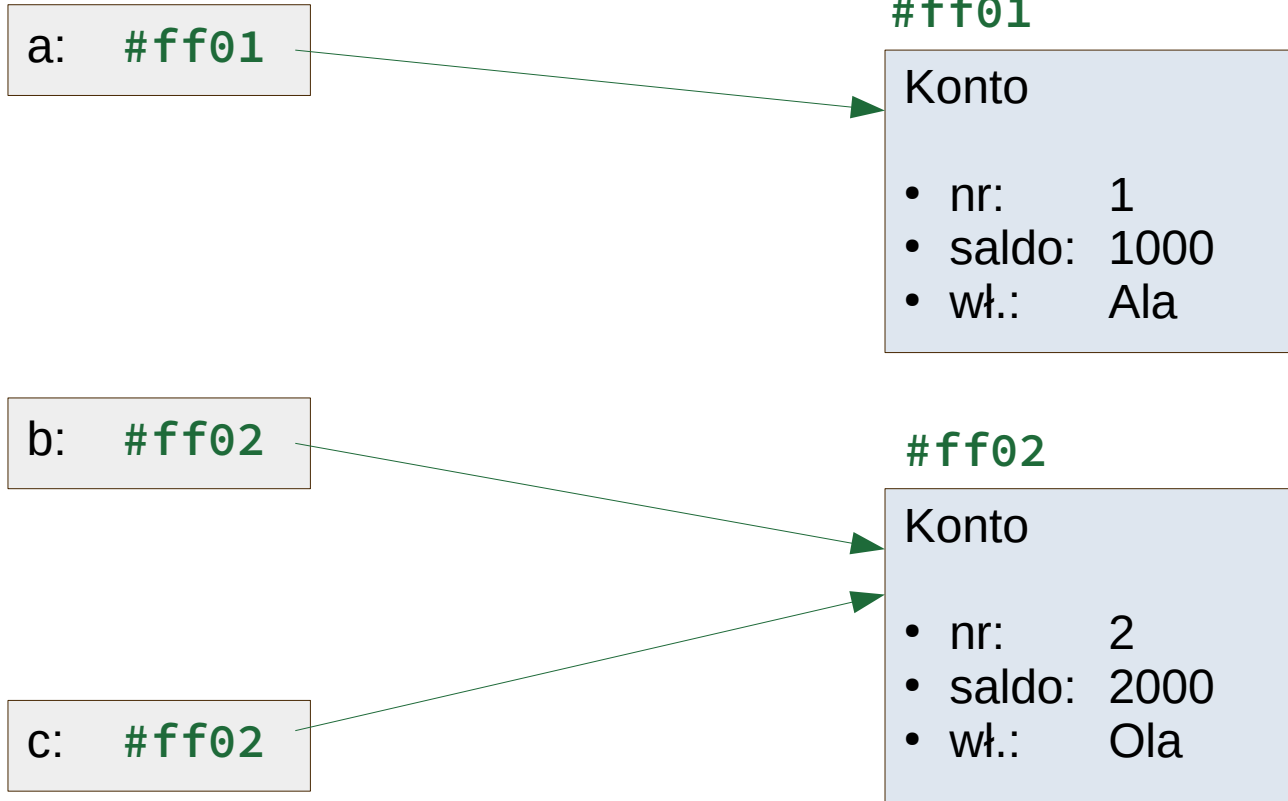 a: #ff01
#ff01
Konto
• nr: 1
• saldo: 1000
• wł.: Ala
b: #ff02
#ff02
Konto
• nr: 2
• saldo: 2000
• wł.: Ola
c: #ff02